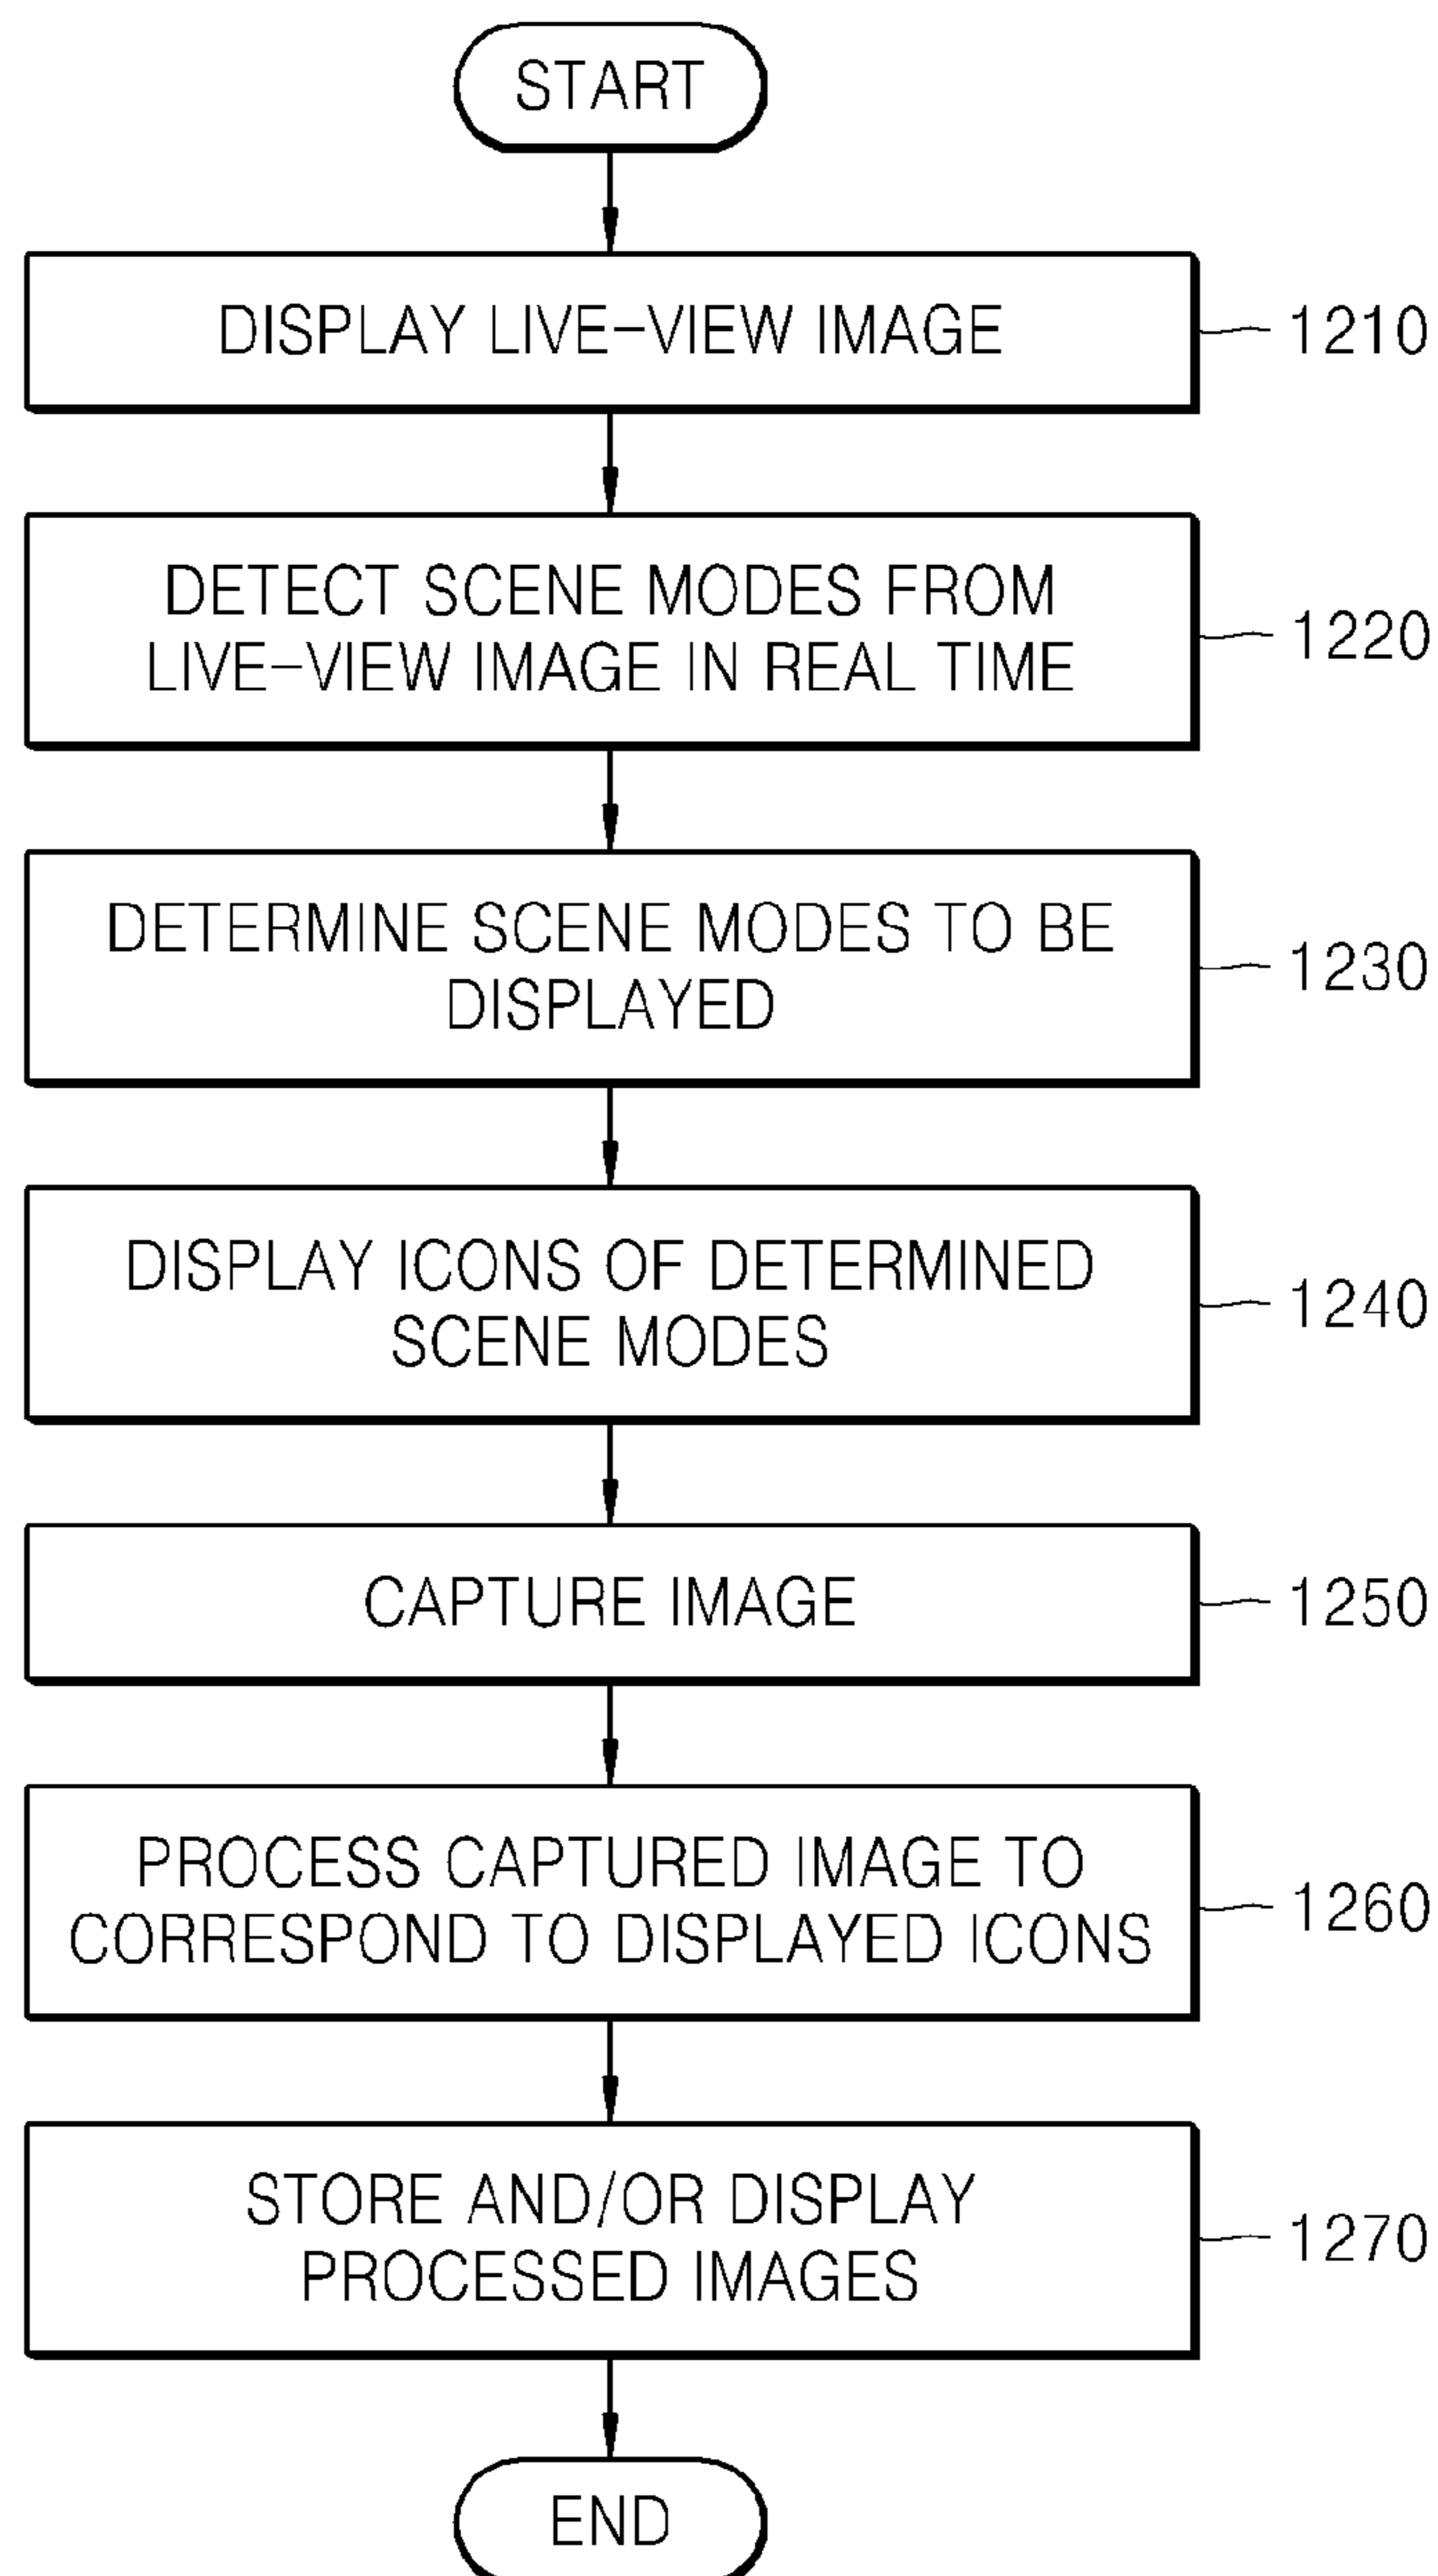 START
DISPLAY LIVE-VIEW IMAGE
1210
DETECT SCENE MODES FROM
LIVE-VIEW IMAGE IN REAL TIME
1220
DETERMINE SCENE MODES TO BE
DISPLAYED
1230
DISPLAY ICONS OF DETERMINED
SCENE MODES
1240
CAPTURE IMAGE
1250
PROCESS CAPTURED IMAGE TO
CORRESPOND TO DISPLAYED ICONS
1260
STORE AND/OR DISPLAY
PROCESSED IMAGES
1270
END